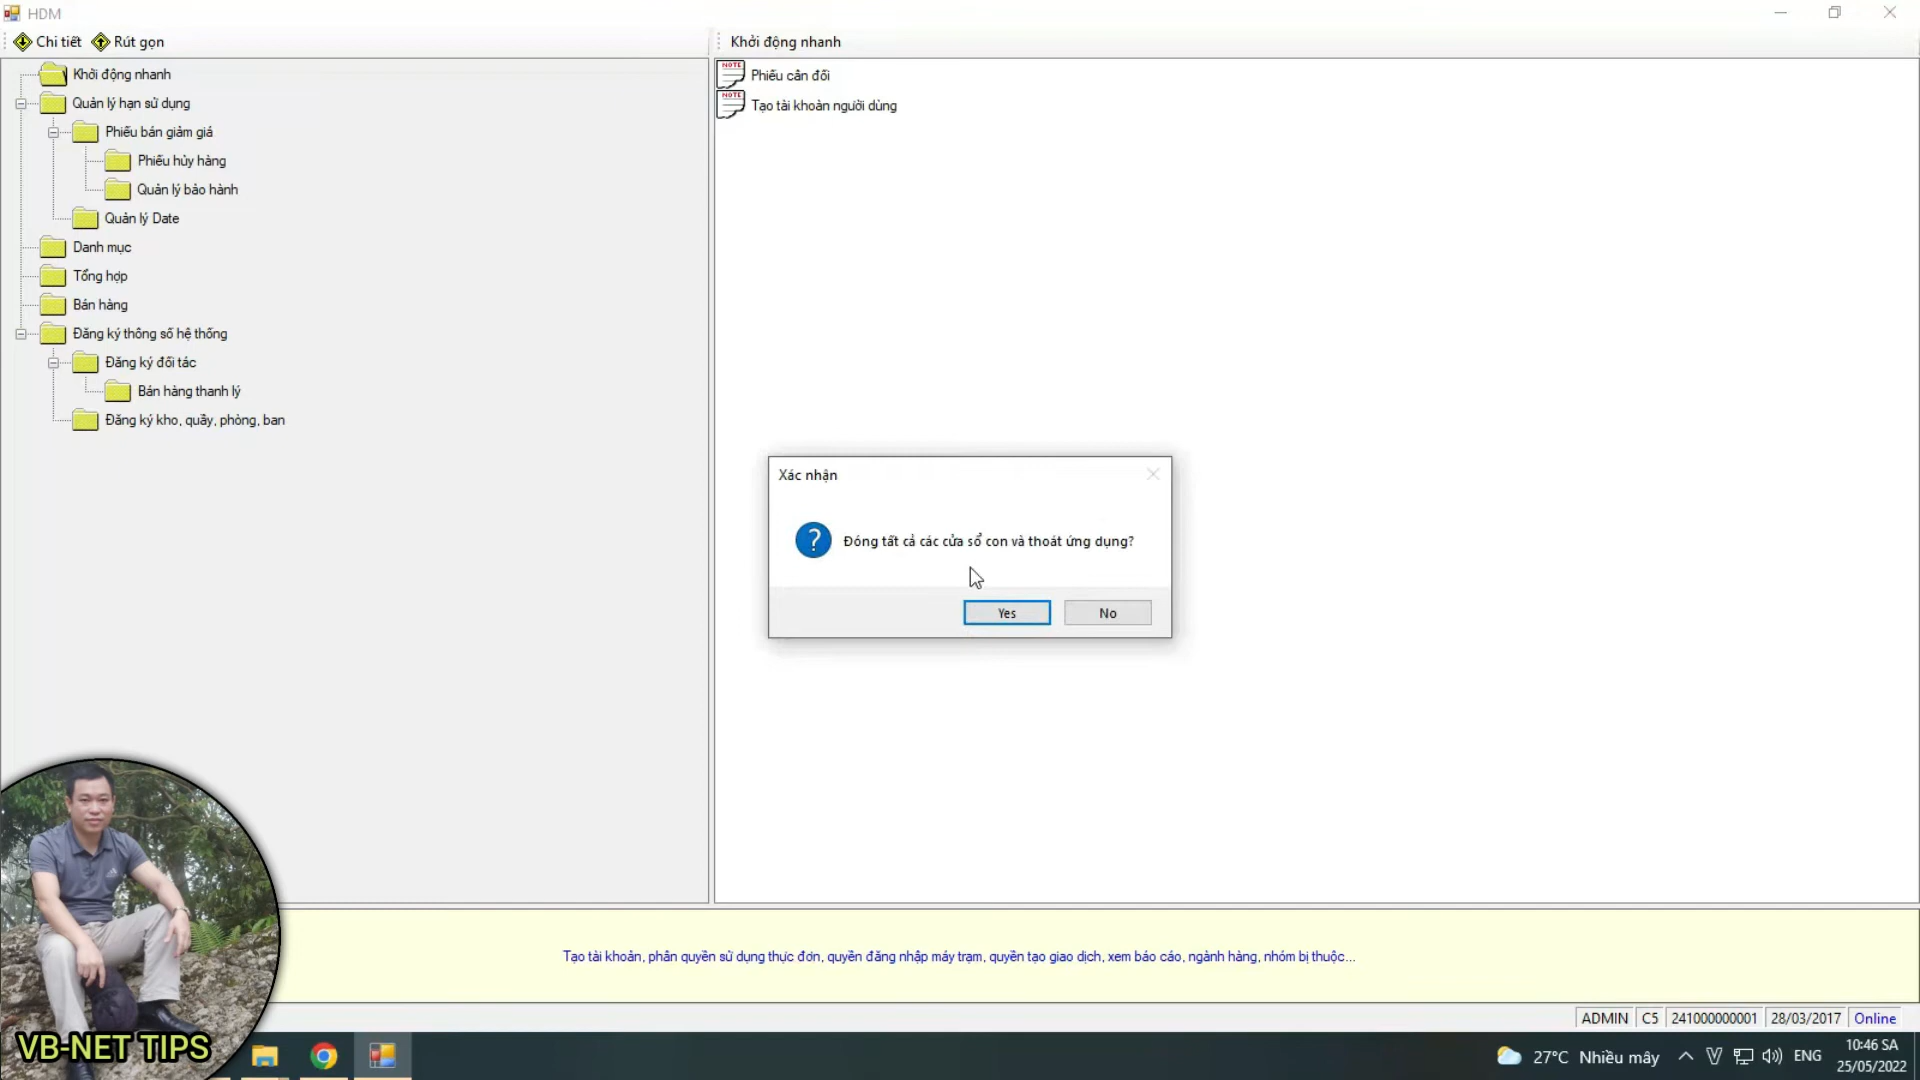 HDM
Chi tiết
Rút gọn
Khởi động nhanh
Khởi động nhanh
Quản lý hạn sử dụng
Phiếu bán giảm giá
Phiếu hủy hàng
Quản lý bảo hành
Quản lý Date
Danh mục
Tổng hợp
Bán hàng
Đăng ký thông số hệ thống
Đăng ký đối tác
Bán hàng thanh lý
Đăng ký kho, quầy, phòng, ban
NOTE
Phiếu cân đối
NOTE
Tạo tài khoản người dùng
Xác nhận
?
Đóng tất cả các cửa sổ con và thoát ứng dụng?
Yes
No
Tạo tài khoản, phân quyền sử dụng thực đơn, quyền đăng nhập máy trạm, quyền tạo giao dịch, xem báo cáo, ngành hàng, nhóm bị thuộc...
ADMIN
C5
241000000001
28/03/2017
Online
VB-NET TIPS
27°C Nhiều mây
V
ENG
10:46 SA
25/05/2022